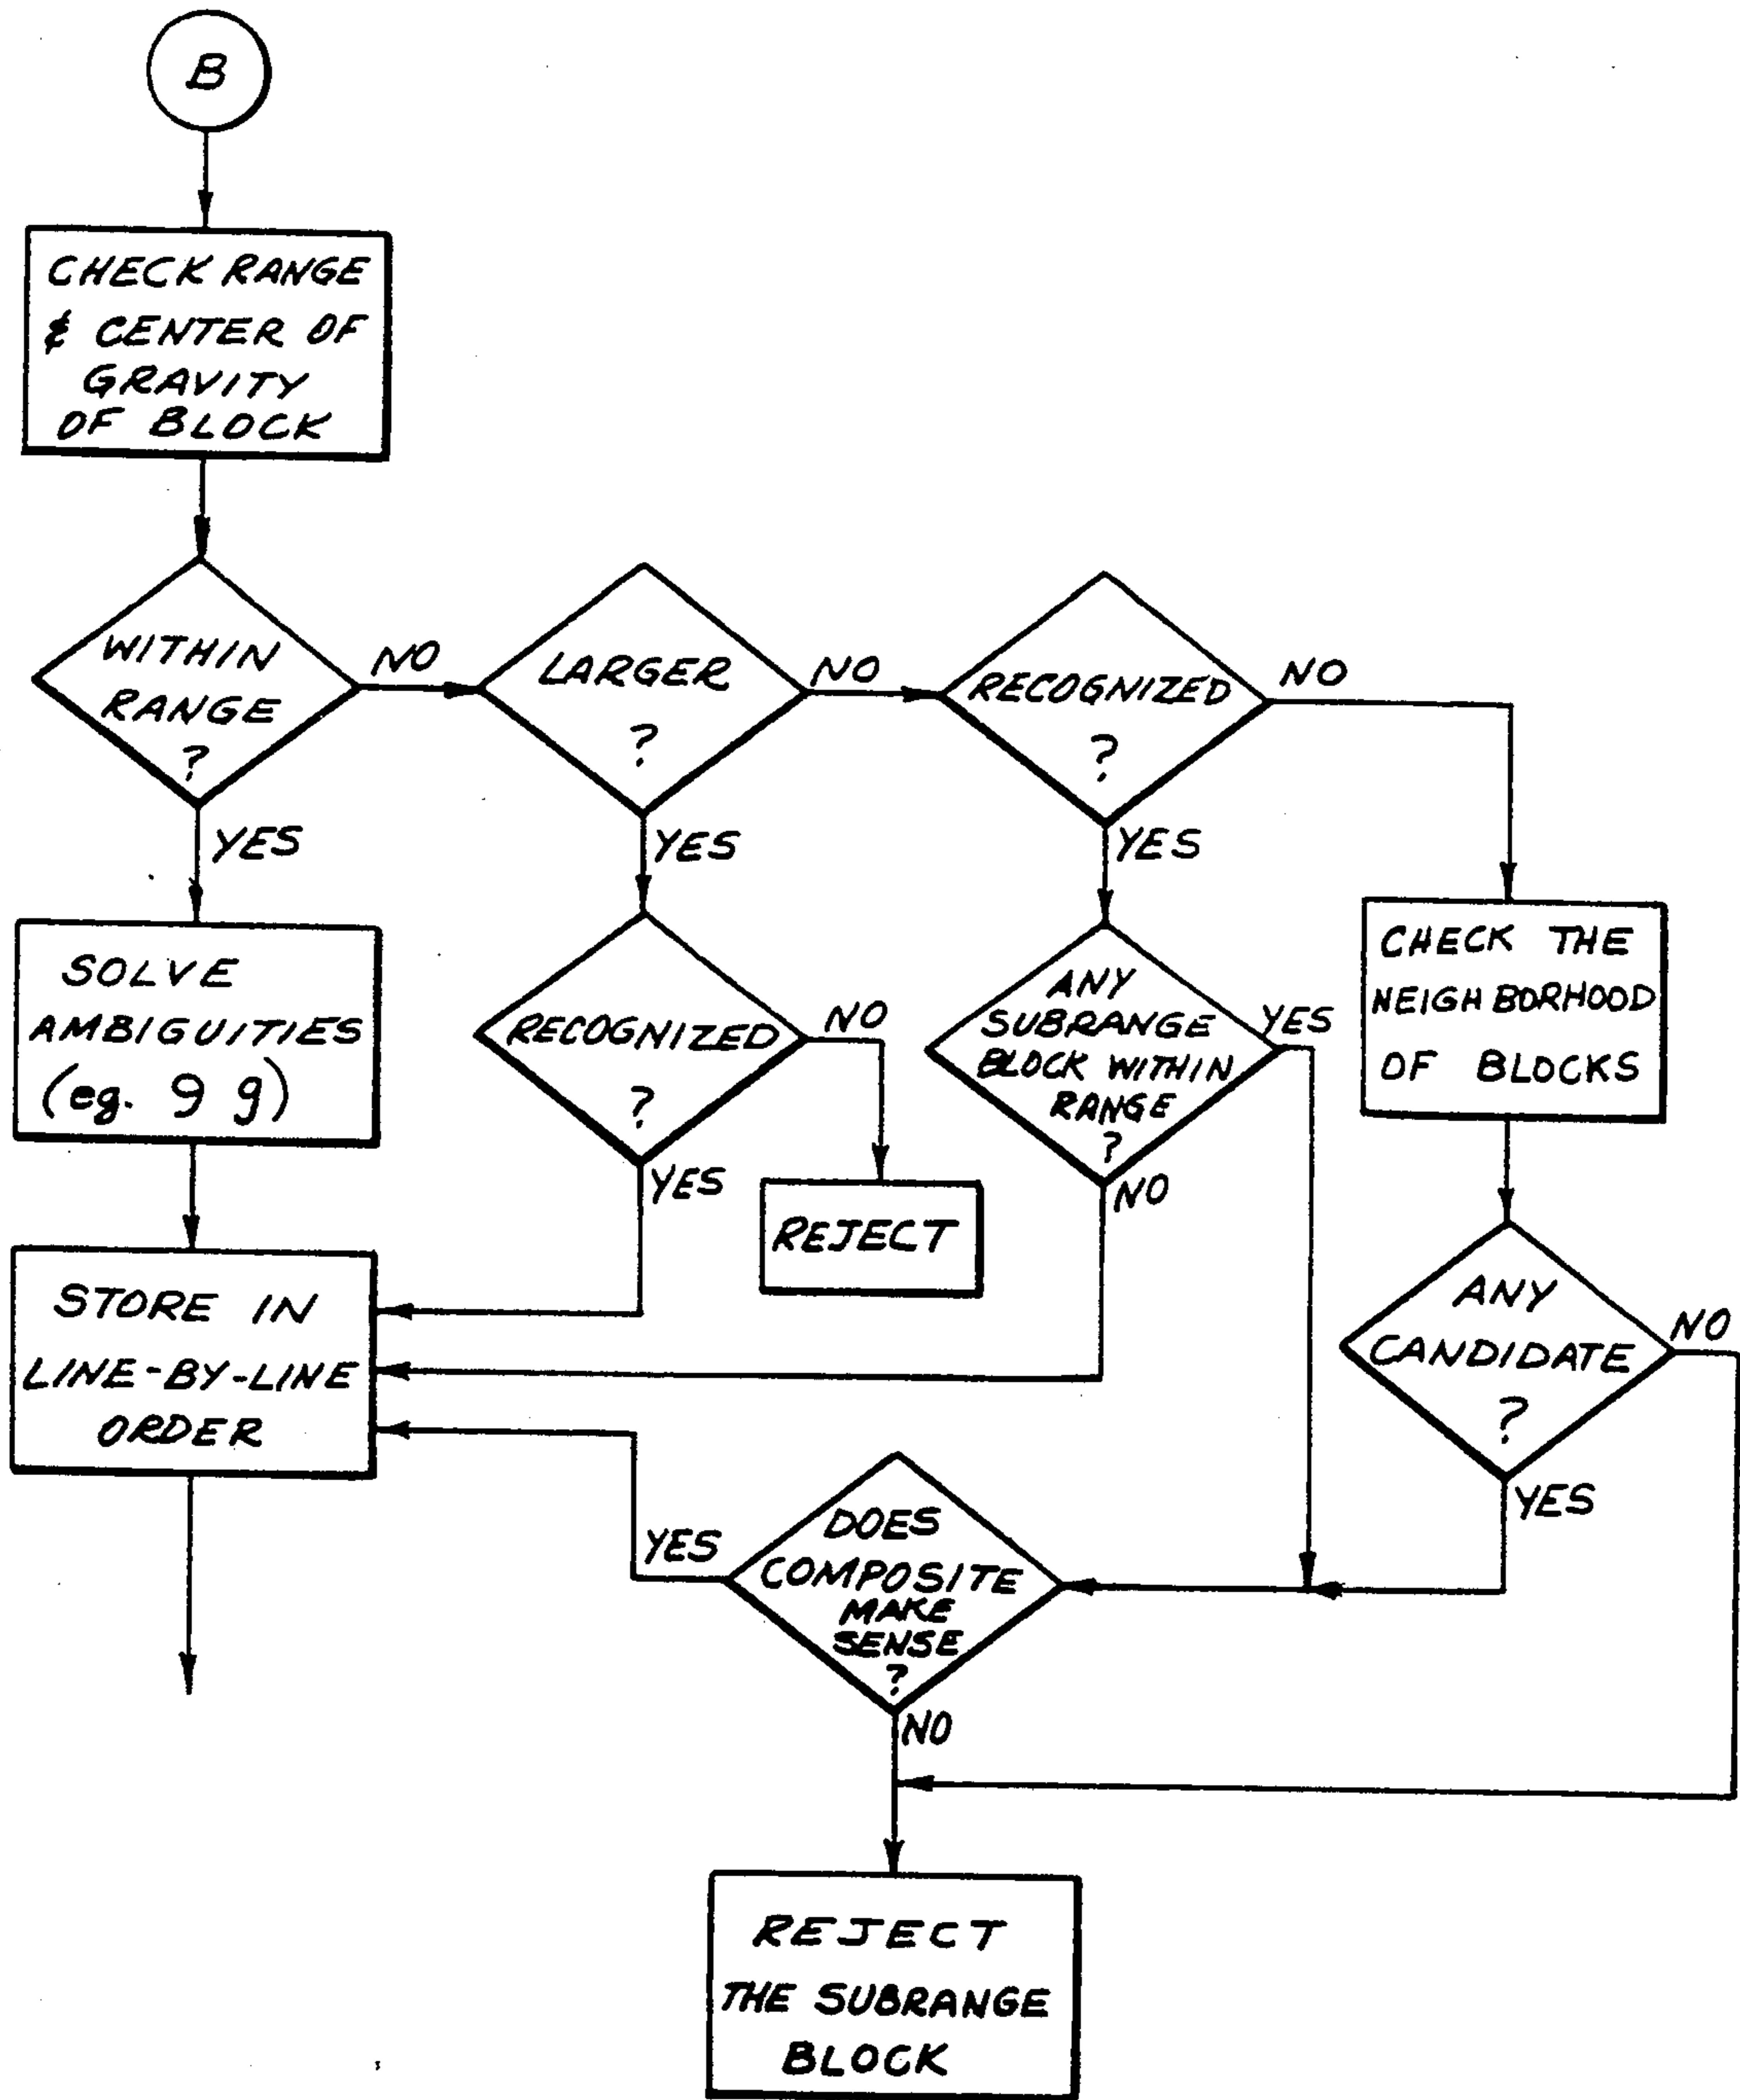 B
CHECK RANGE
& CENTER OF
GRAVITY
OF BLOCK
WITHIN
RANGE
?
NO
YES
LARGER
?
NO
YES
RECOGNIZED
?
NO
YES
SOLVE
AMBIGUITIES
(eg. 9 g)
RECOGNIZED
?
NO
YES
REJECT
ANY
SUBRANGE
BLOCK WITHIN
RANGE
?
YES
NO
CHECK THE
NEIGHBORHOOD
OF BLOCKS
STORE IN
LINE-BY-LINE
ORDER
ANY
CANDIDATE
?
NO
YES
DOES
COMPOSITE
MAKE
SENSE
?
YES
NO
REJECT
THE SUBRANGE
BLOCK